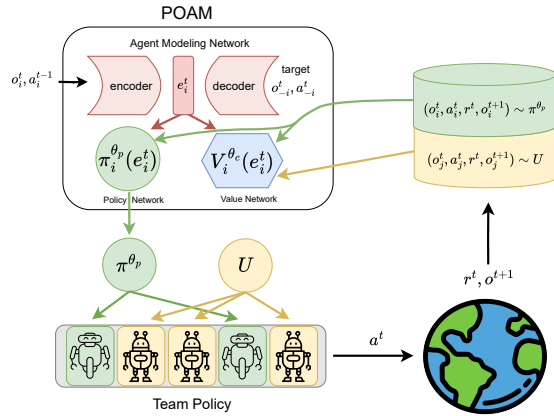 POAM
Agent Modeling Network
o_i^t, a_i^{t-1}
encoder
e_i^t
decoder
target
o_{-i}^t, a_{-i}^t
π_i^{θ_p}(e_i^t)
V_i^{θ_c}(e_i^t)
Policy Network
Value Network
(o_i^t, a_i^t, r^t, o_i^{t+1}) ∼ π^{θ_p}
(o_j^t, a_j^t, r^t, o_j^{t+1}) ∼ U
π^{θ_p}
U
r^t, o^{t+1}
a^t
Team Policy